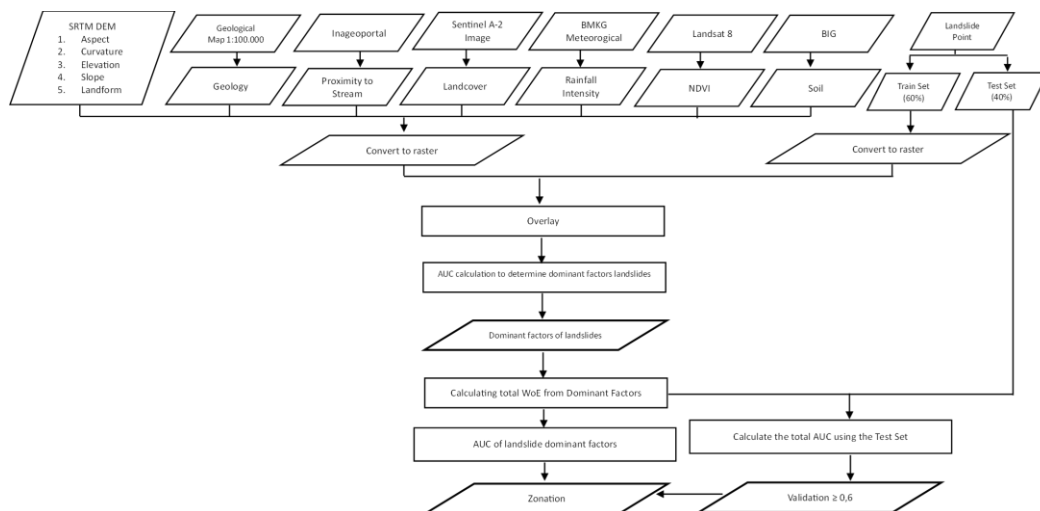 SRTM DEM
1. Aspect
2. Curvature
3. Elevation
4. Slope
5. Landform
Geological
Map 1:100.000
Inageoportal
Sentinel A-2
Image
BMKG
Meteorogical
Landsat 8
BIG
Landslide
Point
Geology
Proximity to
Stream
Landcover
Rainfall
Intensity
NDVI
Soil
Train Set
(60%)
Test Set
(40%)
Convert to raster
Convert to raster
Overlay
AUC calculation to determine dominant factors landslides
Dominant factors of landslides
Calculating total WoE from Dominant Factors
AUC of landslide dominant factors
Calculate the total AUC using the Test Set
Zonation
Validation ≥ 0,6